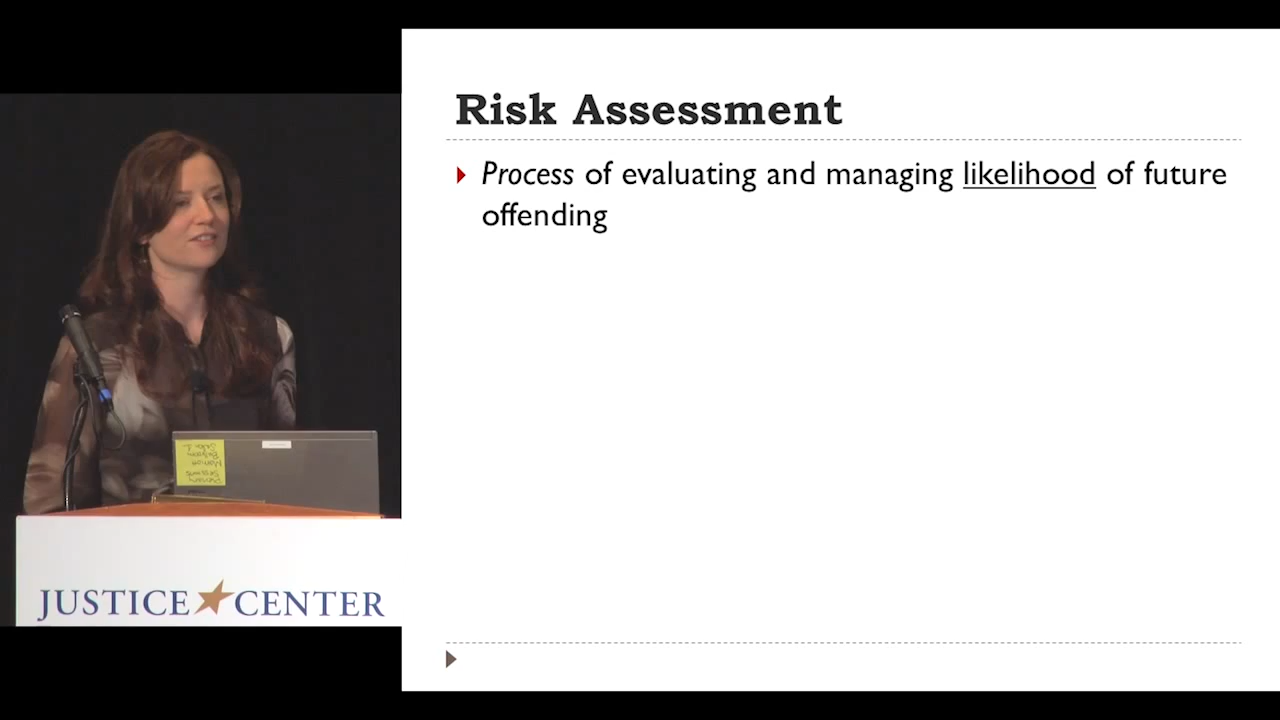 Risk Assessment
Process of evaluating and managing likelihood of future
offending
JUSTICE CENTER